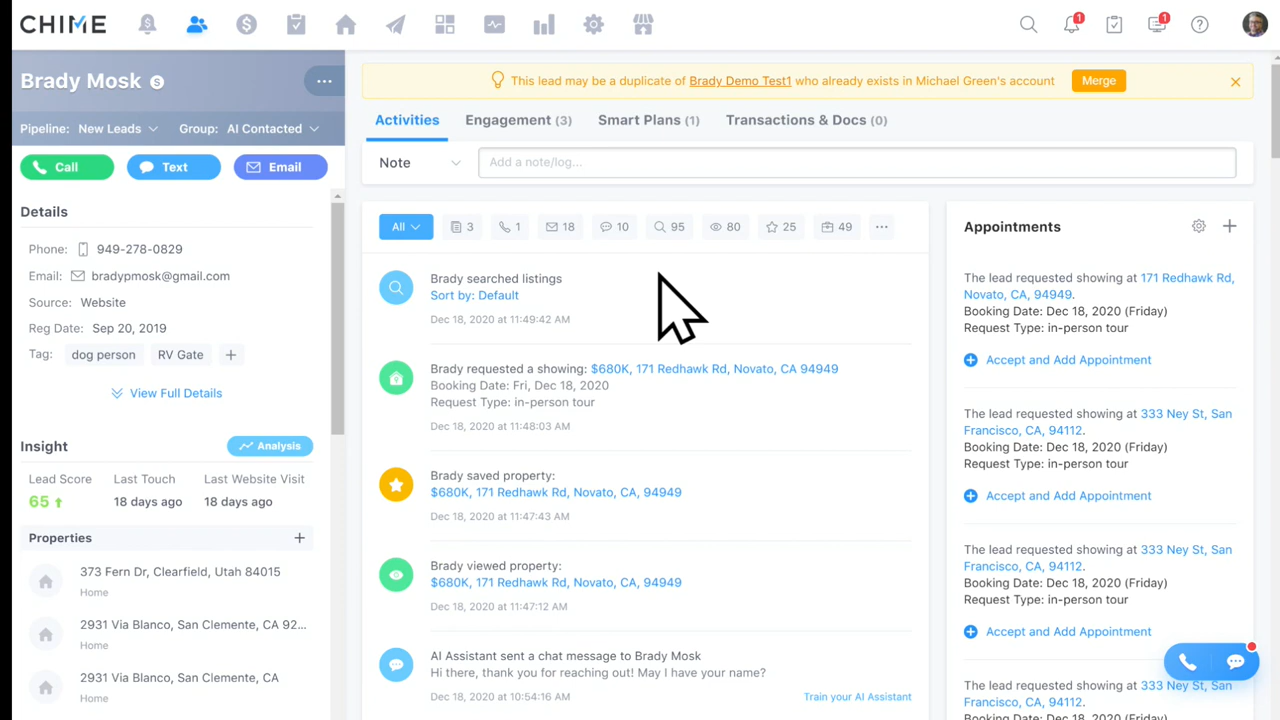 CHIME
1
1
Brady Mosk S
...
Pipeline: New Leads Group: AI Contacted
Call Text Email
Details
Phone: 949-278-0829
Email: bradypmosk@gmail.com
Source: Website
Reg Date: Sep 20, 2019
Tag: dog person RV Gate +
View Full Details
Insight
Analysis
Lead Score Last Touch Last Website Visit
65 18 days ago 18 days ago
Properties +
373 Fern Dr, Clearfield, Utah 84015
Home
2931 Via Blanco, San Clemente, CA 92...
Home
2931 Via Blanco, San Clemente, CA
Home
This lead may be a duplicate of Brady Demo Test1 who already exists in Michael Green's account Merge
Activities Engagement (3) Smart Plans (1) Transactions & Docs (0)
Note Add a note/log...
All 3 1 18 10 95 80 25 49 ...
Brady searched listings
Sort by: Default
Dec 18, 2020 at 11:49:42 AM
Brady requested a showing: $680K, 171 Redhawk Rd, Novato, CA 94949
Booking Date: Fri, Dec 18, 2020
Request Type: in-person tour
Dec 18, 2020 at 11:48:03 AM
Brady saved property:
$680K, 171 Redhawk Rd, Novato, CA, 94949
Dec 18, 2020 at 11:47:43 AM
Brady viewed property:
$680K, 171 Redhawk Rd, Novato, CA, 94949
Dec 18, 2020 at 11:47:12 AM
AI Assistant sent a chat message to Brady Mosk
Hi there, thank you for reaching out! May I have your name?
Dec 18, 2020 at 10:54:16 AM Train your AI Assistant
Appointments
The lead requested showing at 171 Redhawk Rd,
Novato, CA, 94949.
Booking Date: Dec 18, 2020 (Friday)
Request Type: in-person tour
Accept and Add Appointment
The lead requested showing at 333 Ney St, San
Francisco, CA, 94112.
Booking Date: Dec 18, 2020 (Friday)
Request Type: in-person tour
Accept and Add Appointment
The lead requested showing at 333 Ney St, San
Francisco, CA, 94112.
Booking Date: Dec 18, 2020 (Friday)
Request Type: in-person tour
Accept and Add Appointment
The lead requested showing at 333 Ney St, San
Francisco, CA, 94112.